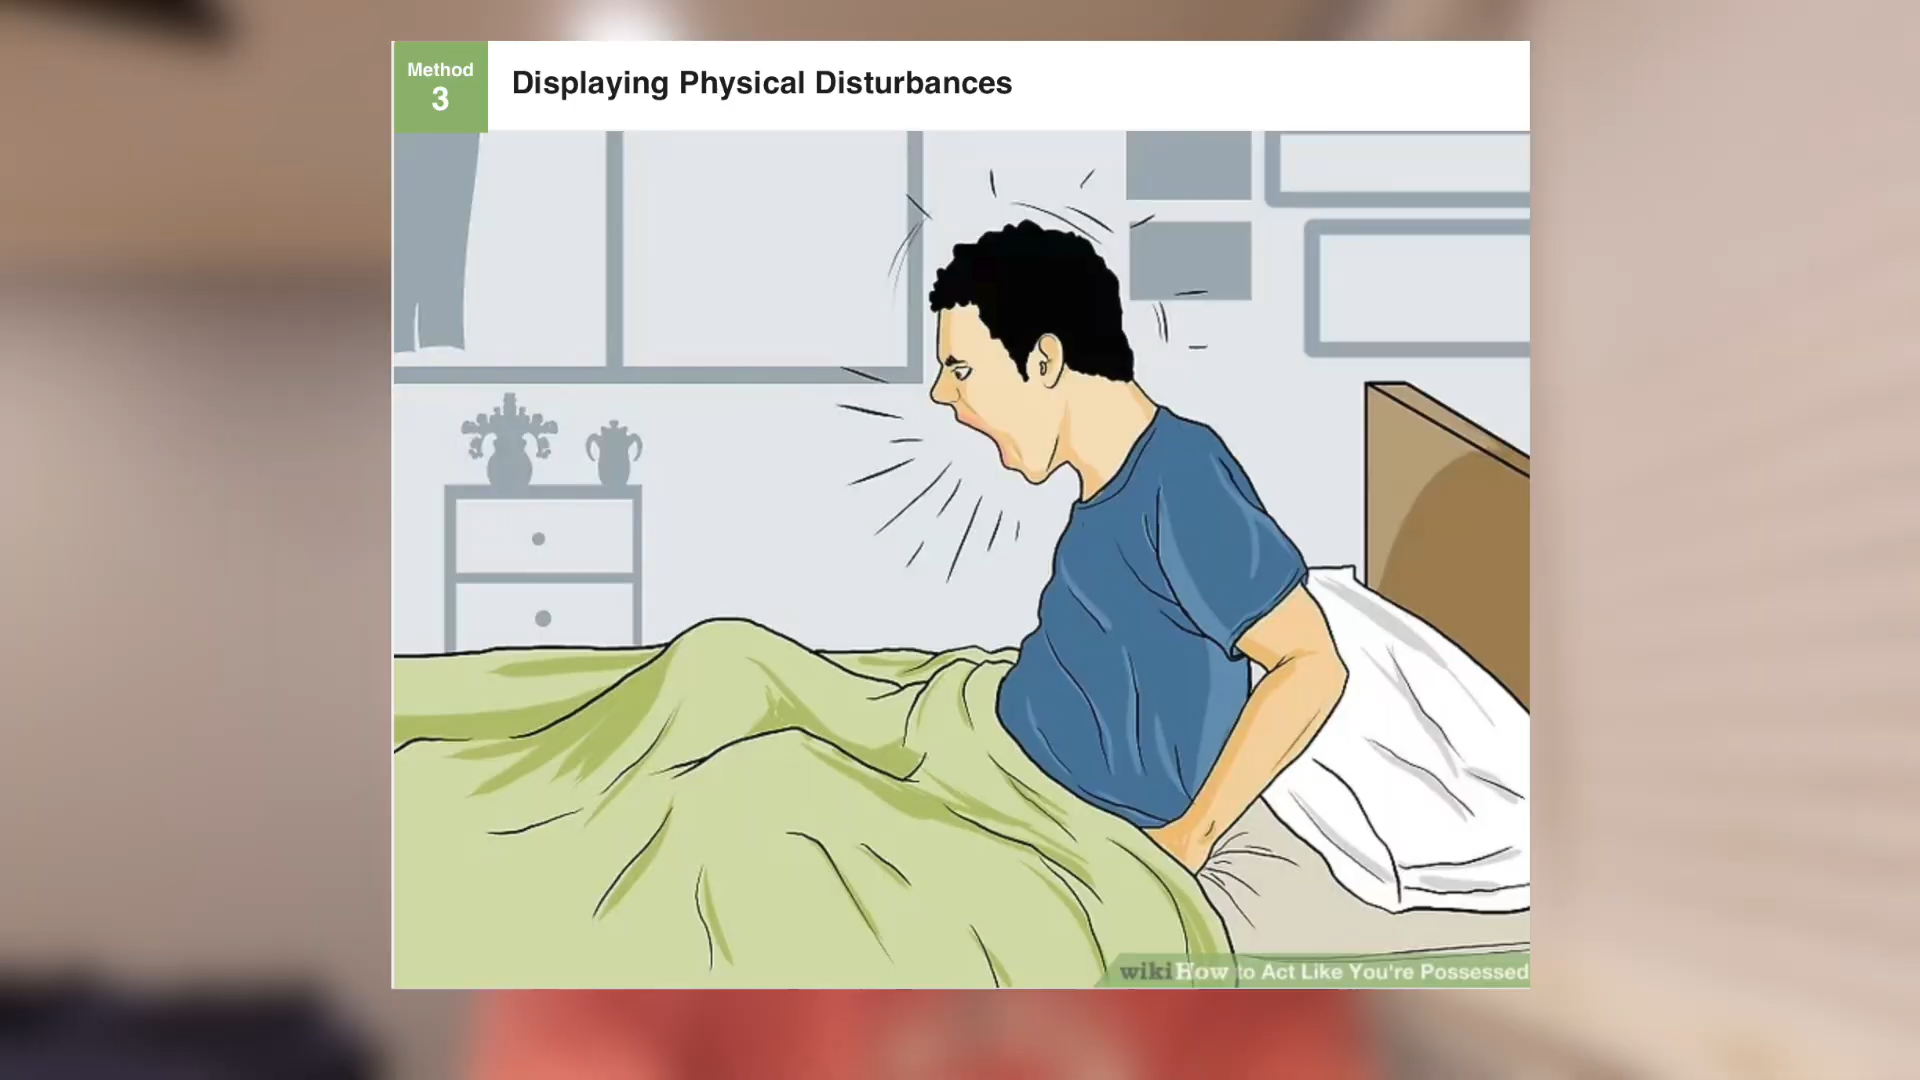 Method
3
Displaying Physical Disturbances
wikiHow to Act Like You're Possessed